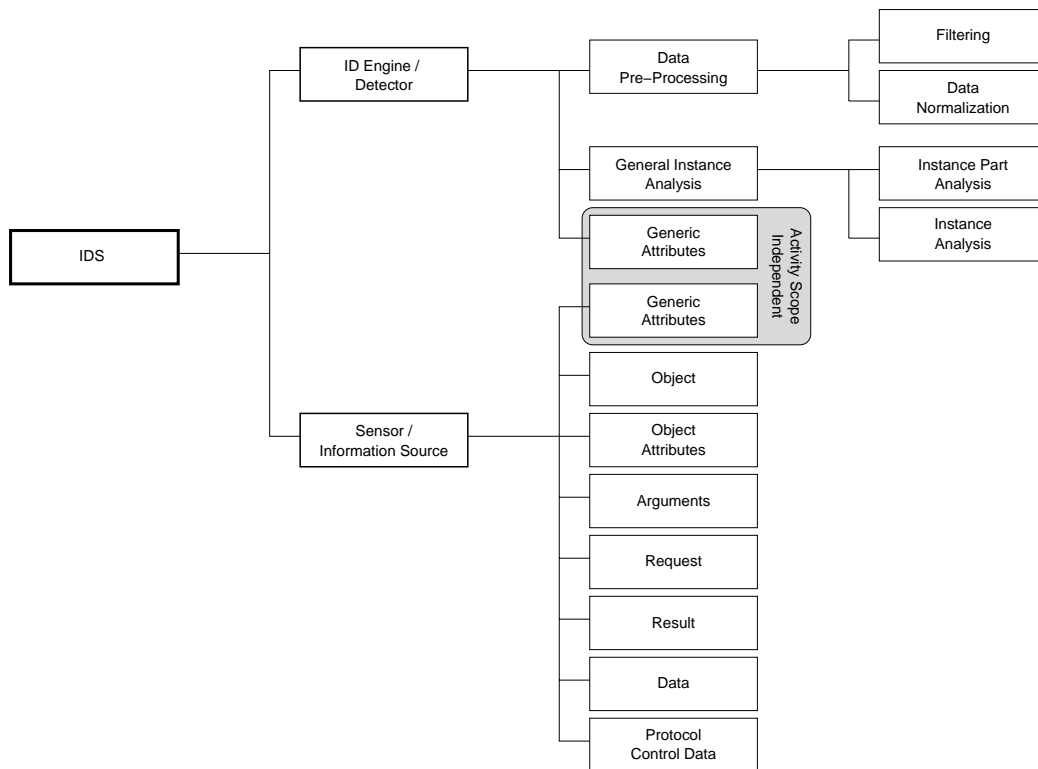 Filtering
ID Engine /
Detector
Data
Pre−Processing
Data
Normalization
General Instance
Analysis
Instance Part
Analysis
Instance
Analysis
IDS
Generic
Attributes
Generic
Attributes
Activity Scope
Independent
Object
Sensor /
Information Source
Object
Attributes
Arguments
Request
Result
Data
Protocol
Control Data